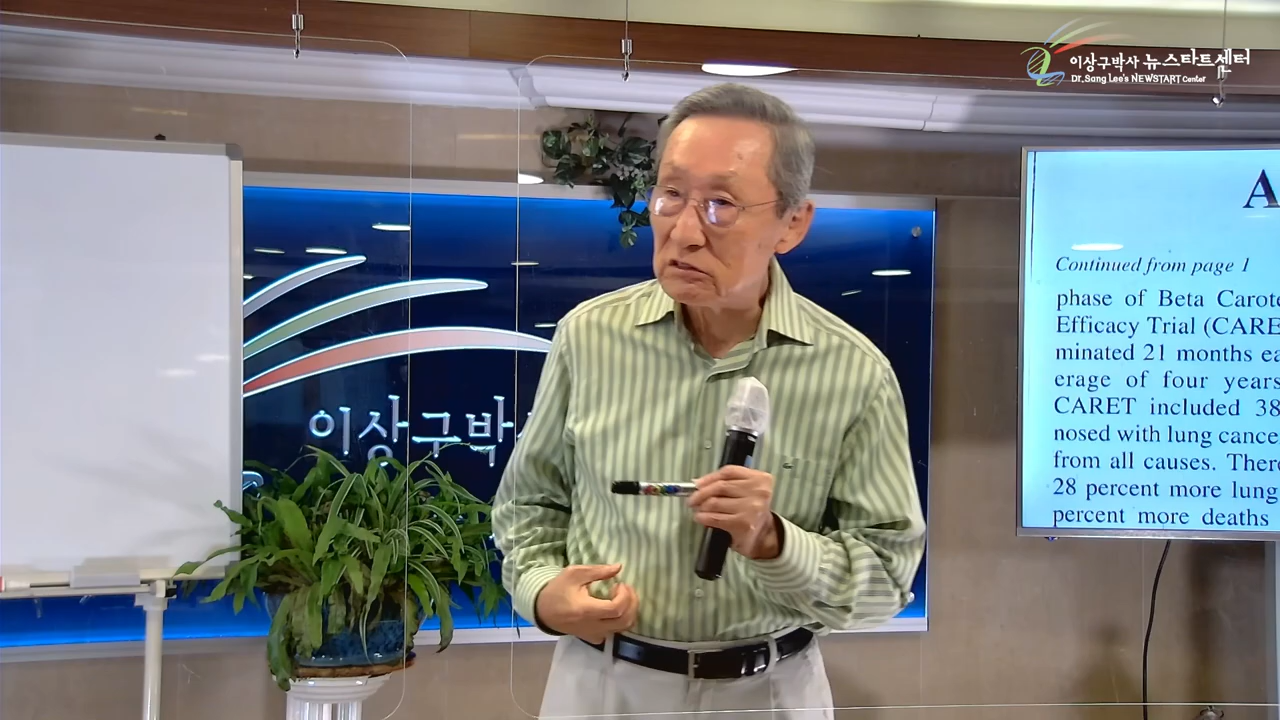 이상구박사 뉴스타트센터
Dr. Sang Lee's NEWSTART Center
이상구박사
A
Continued from page 1
phase of Beta Carote
Efficacy Trial (CARE
minated 21 months ea
erage of four years
CARET included 38
nosed with lung cance
from all causes. There
28 percent more lung
percent more deaths